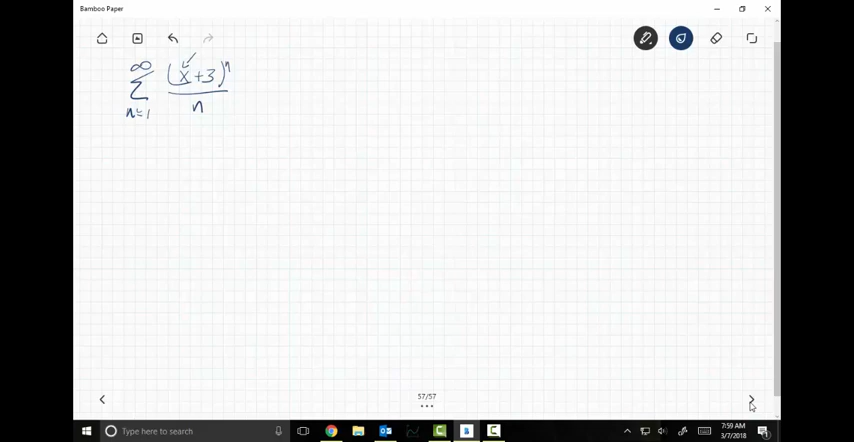 Bamboo Paper
∞
Σ (x+3)^n
n=1 n
57/57
Type here to search
7:59 AM
3/7/2018